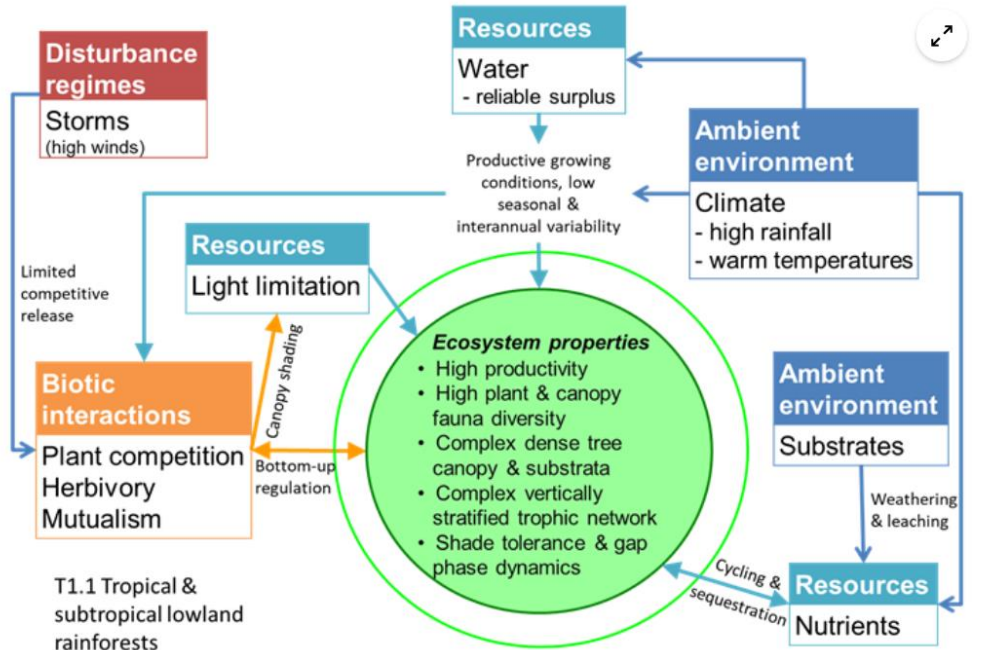 Disturbance
regimes
Storms
(high winds)
Resources
Water
- reliable surplus
Ambient
environment
Climate
- high rainfall
- warm temperatures
Productive growing
conditions, low
seasonal &
interannual variability
Resources
Light limitation
Limited
competitive
release
Canopy shading
Biotic
interactions
Plant competition
Herbivory
Mutualism
Bottom-up
regulation
Ecosystem properties
• High productivity
• High plant & canopy
fauna diversity
• Complex dense tree
canopy & substrata
• Complex vertically
stratified trophic network
• Shade tolerance & gap
phase dynamics
Ambient
environment
Substrates
Weathering
& leaching
Cycling &
sequestration
Resources
Nutrients
T1.1 Tropical &
subtropical lowland
rainforests